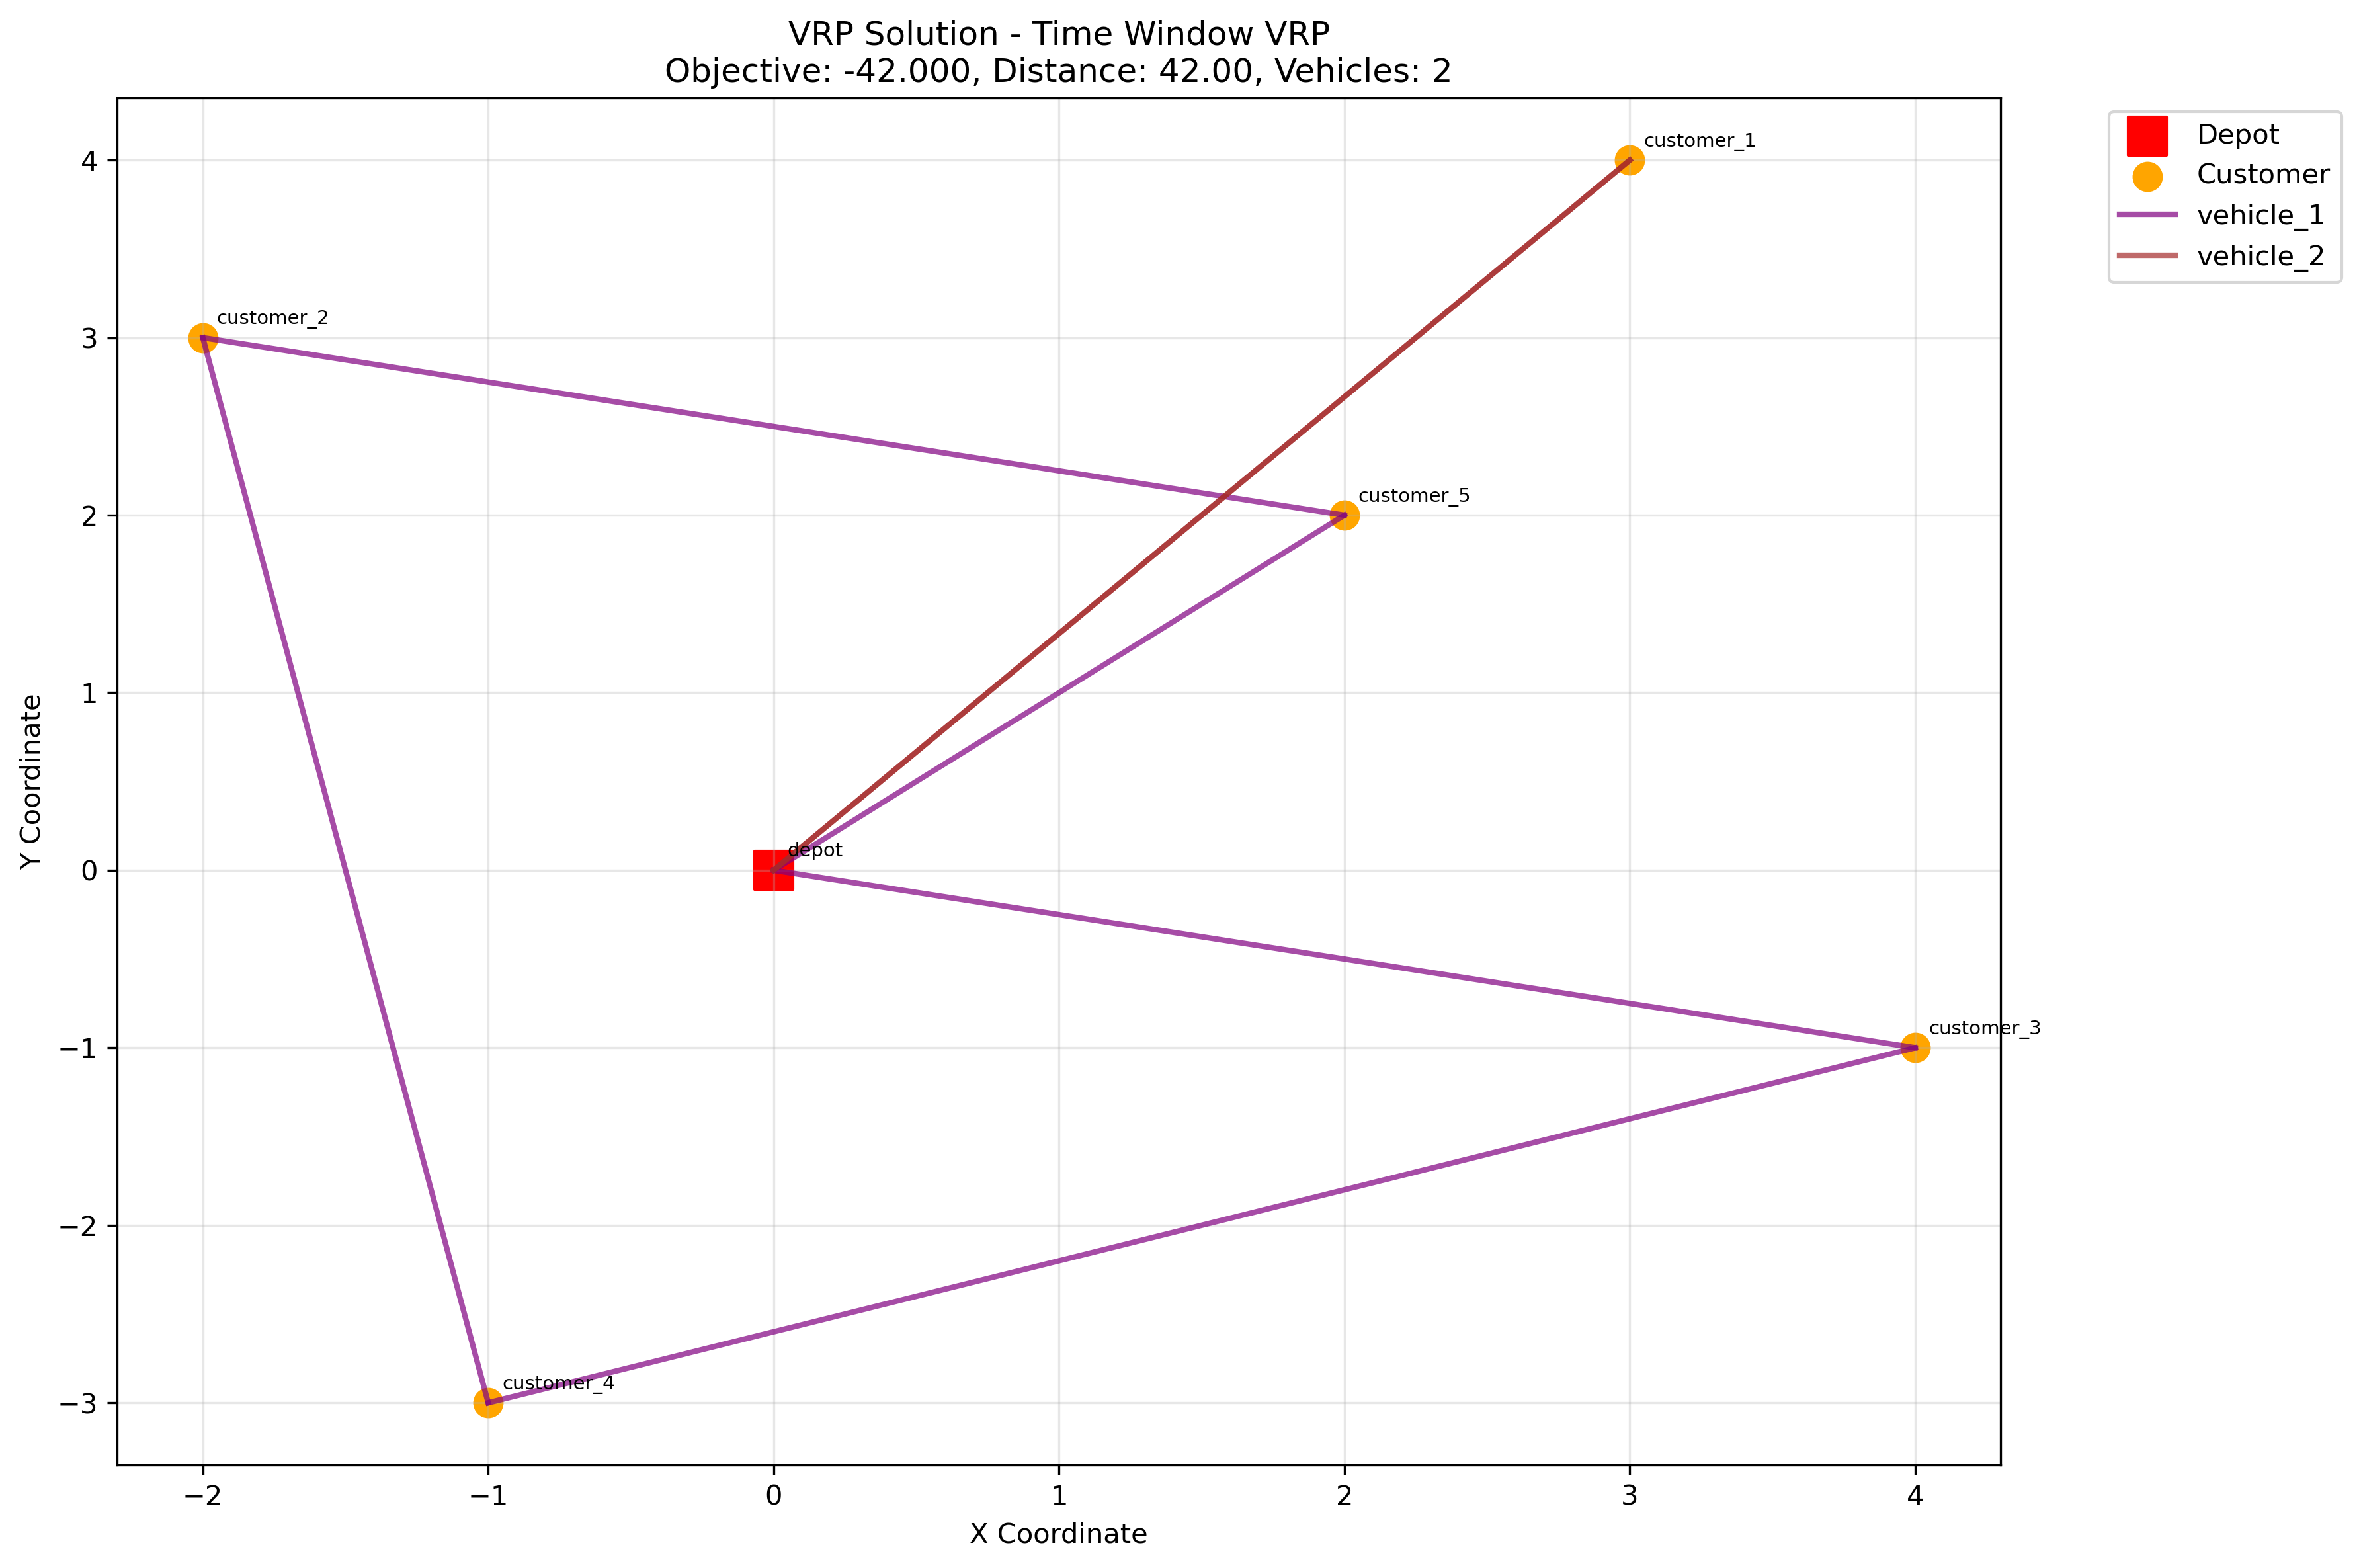 VRP Solution - Time Window VRP
Objective: -42.000, Distance: 42.00, Vehicles: 2
Depot
Customer
vehicle_1
vehicle_2
customer_1
customer_2
customer_5
depot
customer_3
customer_4
Y Coordinate
4
3
2
1
0
−1
−2
−3
−2
−1
0
1
2
3
4
X Coordinate